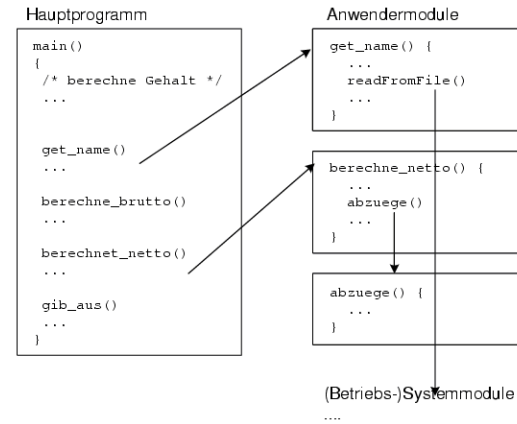 Hauptprogramm
main()
{
/* berechne Gehalt */
...
get_name()
...
berechne_brutto()
...
berechnet_netto()
...
gib_aus()
...
}
Anwendermodule
get_name() {
...
readFromFile()
...
}
berechne_netto() {
...
abzuege()
...
}
abzuege() {
...
}
(Betriebs-)Systemmodule
....